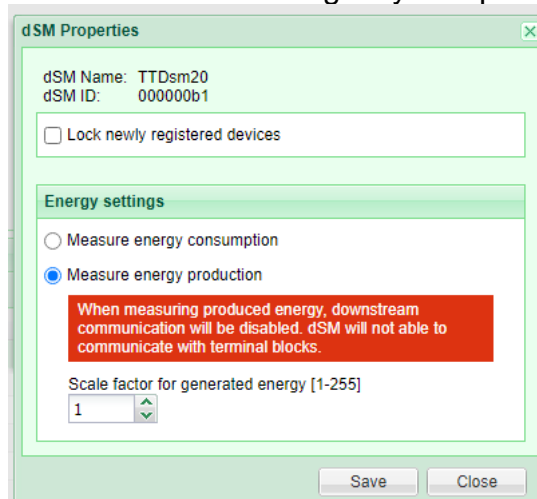 dSM Properties
dSM Name: TTDsm20
dSM ID: 000000b1
Lock newly registered devices
Energy settings
Measure energy consumption
Measure energy production
When measuring produced energy, downstream
communication will be disabled. dSM will not able to
communicate with terminal blocks.
Scale factor for generated energy [1-255]
1
Save Close